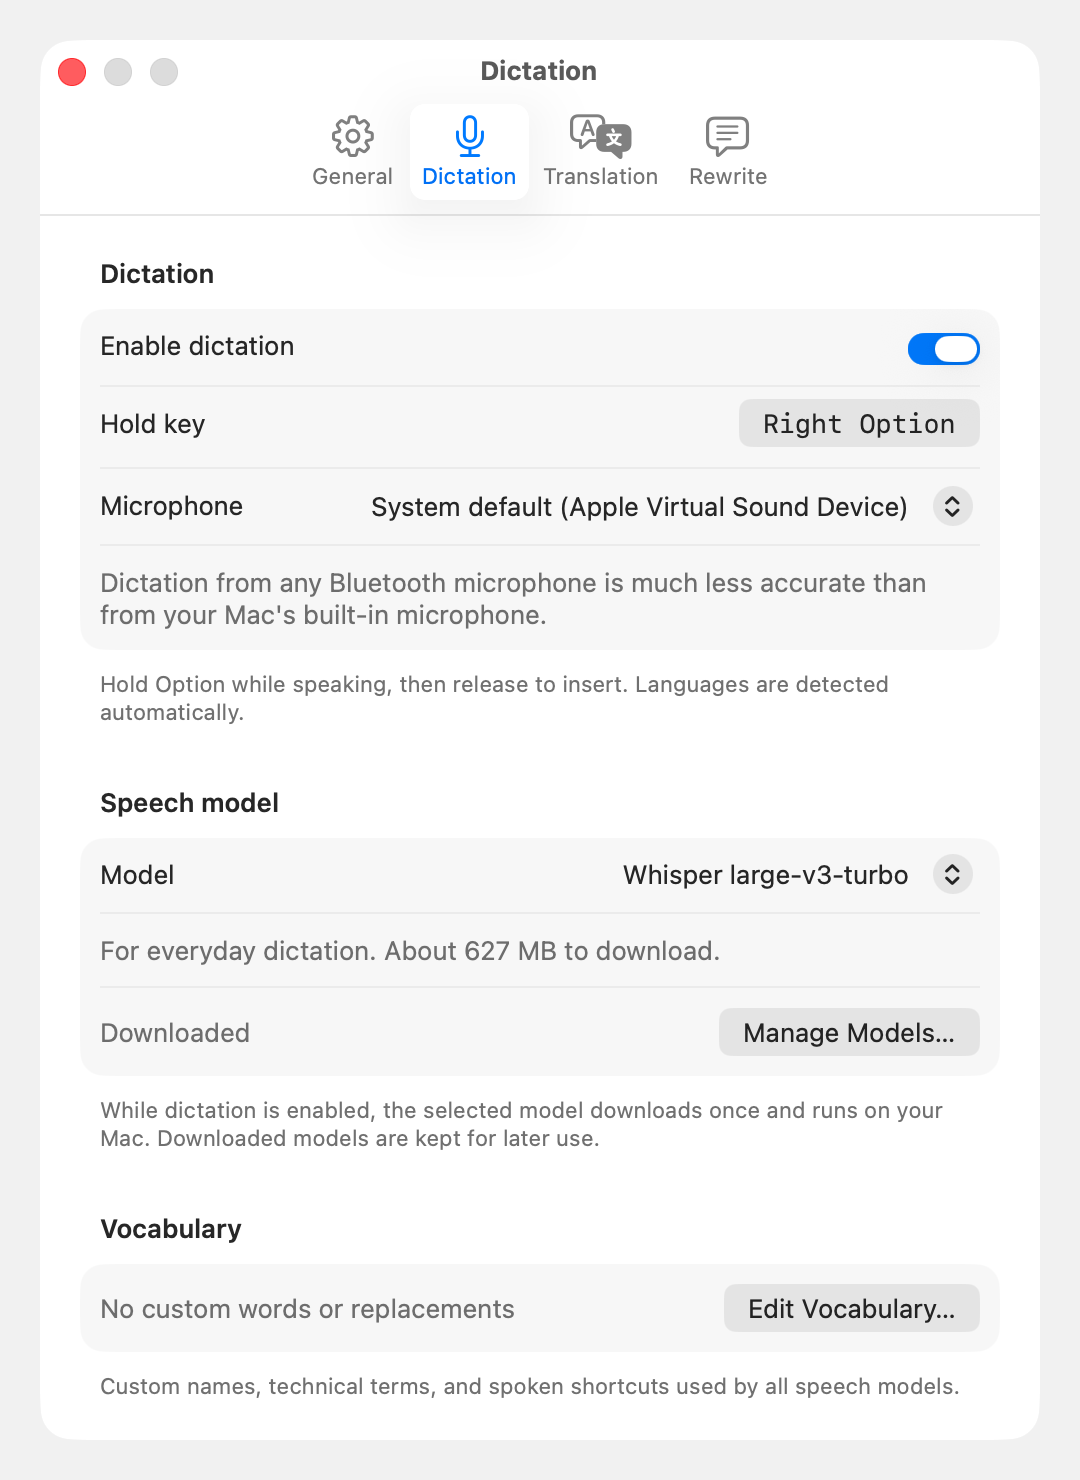 Dictation
General
Dictation
A 文
Translation
Rewrite
Dictation
Enable dictation
Hold key
Right Option
Microphone
System default (Apple Virtual Sound Device)
Dictation from any Bluetooth microphone is much less accurate than
from your Mac's built-in microphone.
Hold Option while speaking, then release to insert. Languages are detected
automatically.
Speech model
Model
Whisper large-v3-turbo
For everyday dictation. About 627 MB to download.
Downloaded
Manage Models...
While dictation is enabled, the selected model downloads once and runs on your
Mac. Downloaded models are kept for later use.
Vocabulary
No custom words or replacements
Edit Vocabulary...
Custom names, technical terms, and spoken shortcuts used by all speech models.